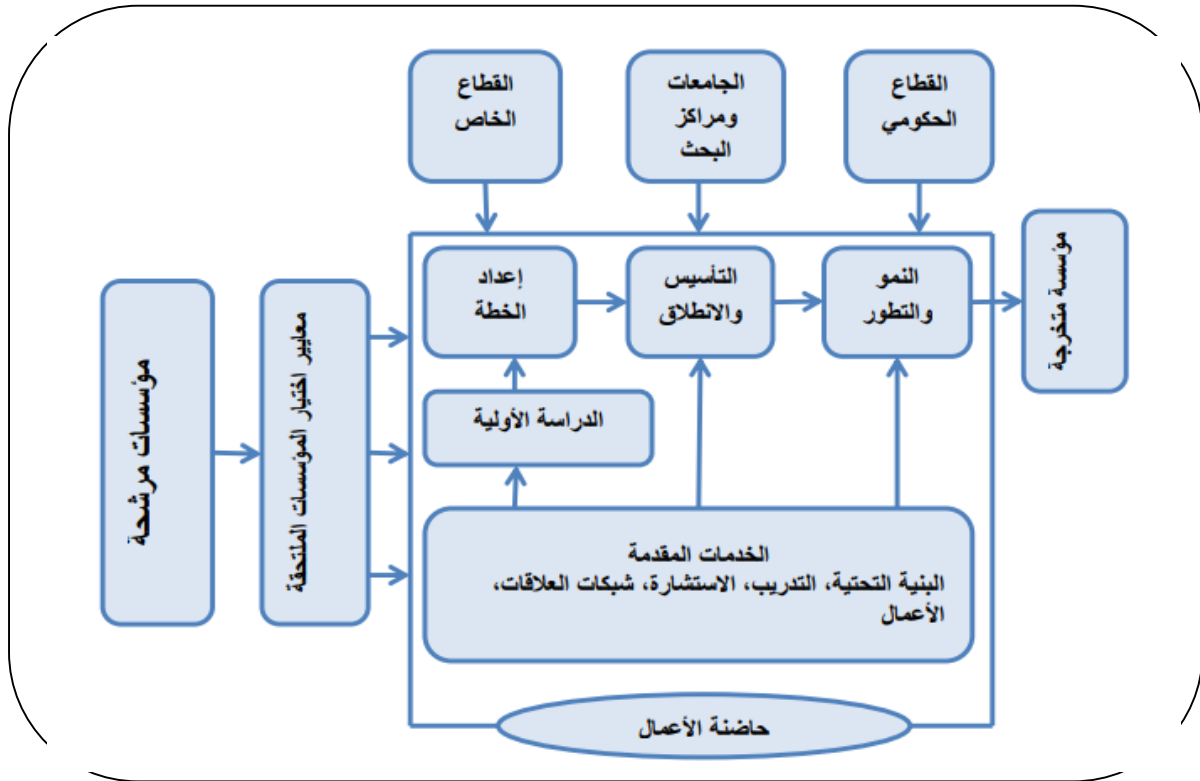 القطاع
الخاص
الجامعات
ومراكز
البحث
القطاع
الحكومي
مؤسسات مرشحة
معايير اختيار المؤسسات الملتحقة
إعداد
الخطة
التأسيس
والانطلاق
النمو
والتطور
مؤسسة متخرجة
الدراسة الأولية
الخدمات المقدمة
البنية التحتية، التدريب، الاستشارة، شبكات العلاقات،
الأعمال
حاضنة الأعمال